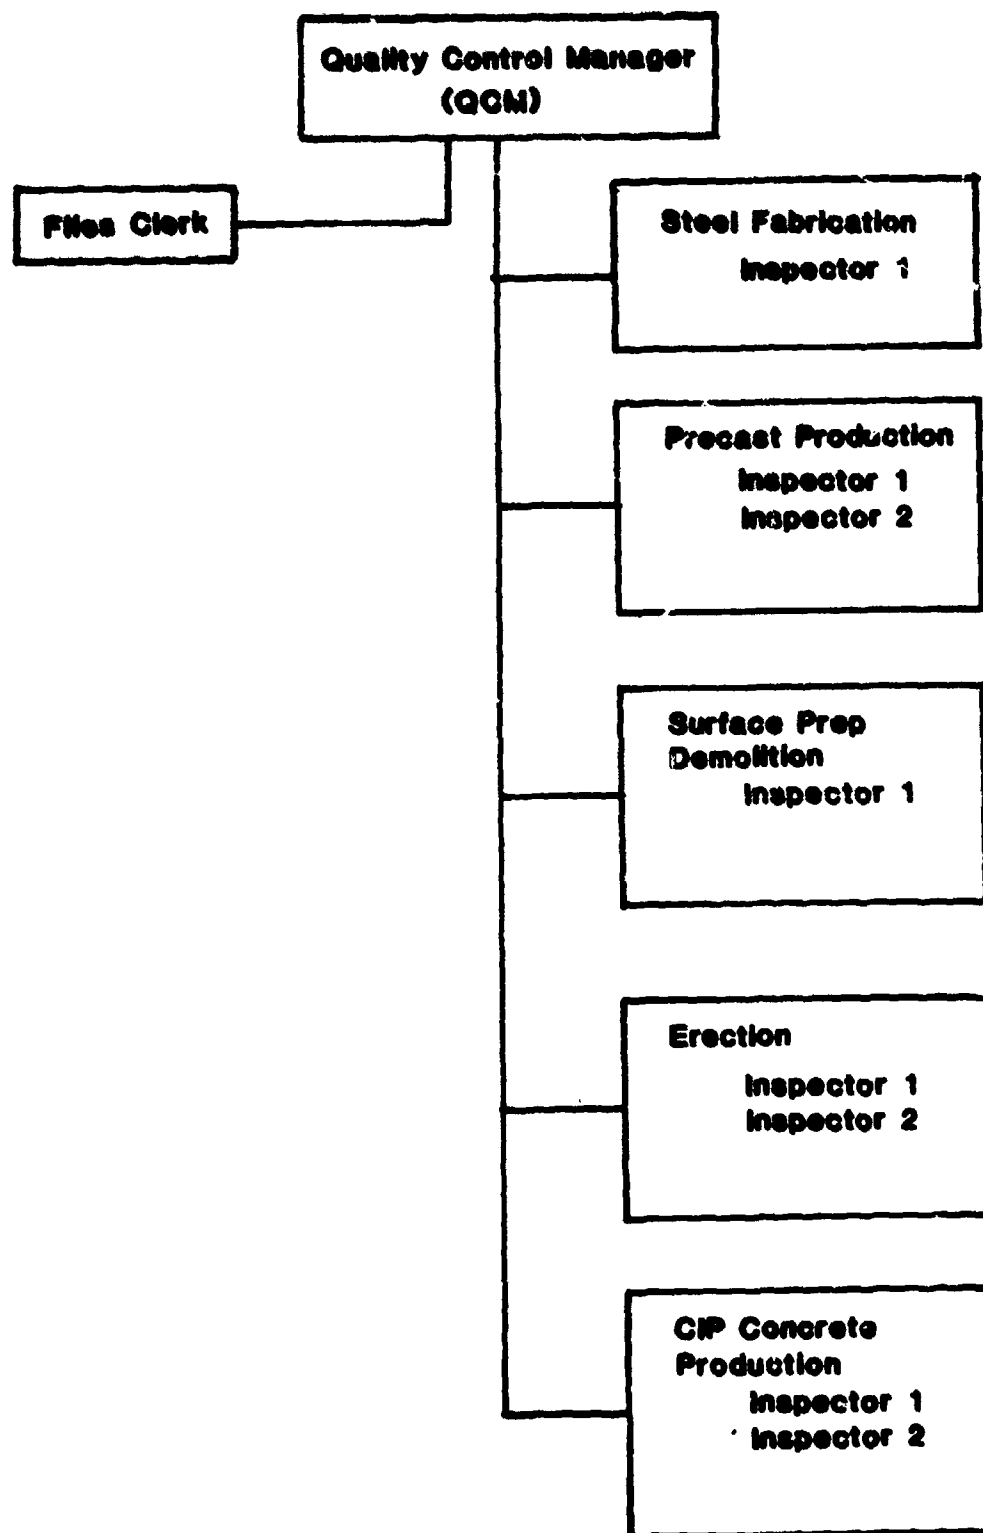 Quality Control Manager
(QCM)
Files Clerk
Steel Fabrication
Inspector 1
Precast Production
Inspector 1
Inspector 2
Surface Prep
Demolition
Inspector 1
Erection
Inspector 1
Inspector 2
CIP Concrete
Production
Inspector 1
Inspector 2